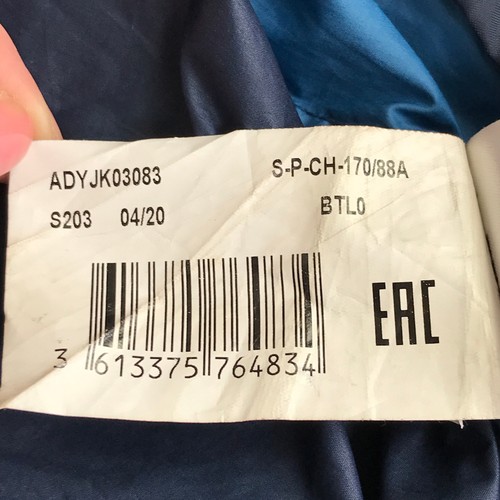 ADYJK03083 S-P-CH-170/88A
S203 04/20 BTL0
EAC
3 613375 764834